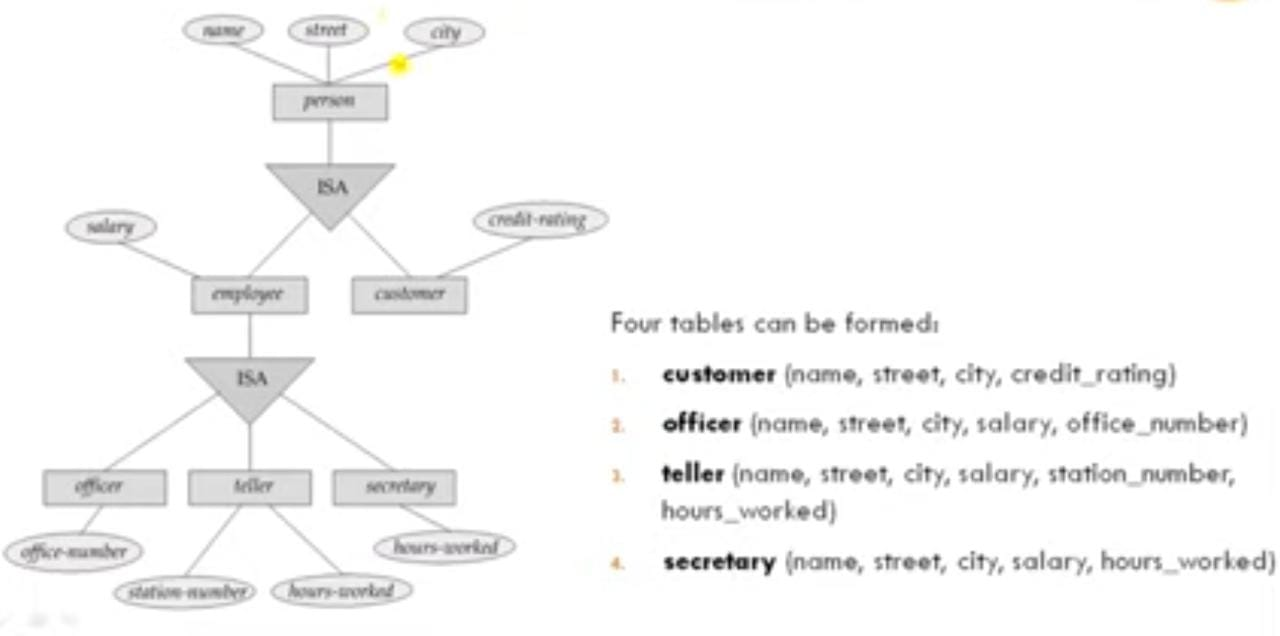 name street city
person
ISA
salary credit-rating
employee customer
ISA
officer teller secretary
office-number hours-worked
station-number hours-worked
Four tables can be formed:
1. customer (name, street, city, credit_rating)
2. officer (name, street, city, salary, office_number)
3. teller (name, street, city, salary, station_number,
hours_worked)
4. secretary (name, street, city, salary, hours_worked)